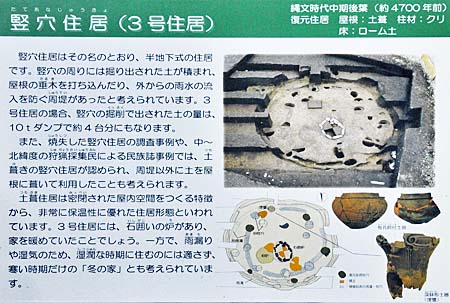 たてあなじゅうきょ
竪穴住居（３号住居）
縄文時代中期後葉（約4700年前）
復元住居　屋根：土葺　柱材：クリ
床：ローム土
竪穴住居はその名のとおり、半地下式の住居
です。竪穴の周りには掘り出された土が積まれ、
屋根の垂木を打ち込んだり、外からの雨水の流
入を防ぐ周堤があったと考えられています。３
号住居の場合、竪穴の掘削で出された土の量は、
10ｔダンプで約４台分にもなります。
また、焼失した竪穴住居の調査事例や、中～
北緯度の狩猟採集民による民族誌事例では、土
葺きの竪穴住居が認められ、周堤以外に土を屋
根に葺いて利用したことも考えられます。
土葺住居は密閉された屋内空間をつくる特徴
から、非常に保温性に優れた住居形態といわれ
ています。３号住居には、石囲いの炉があり、
家を暖めていたことでしょう。一方で、雨漏り
や湿気のため、湿潤な時期に住むのには適さず、
寒い時期だけの「冬の家」とも考えられていま
す。